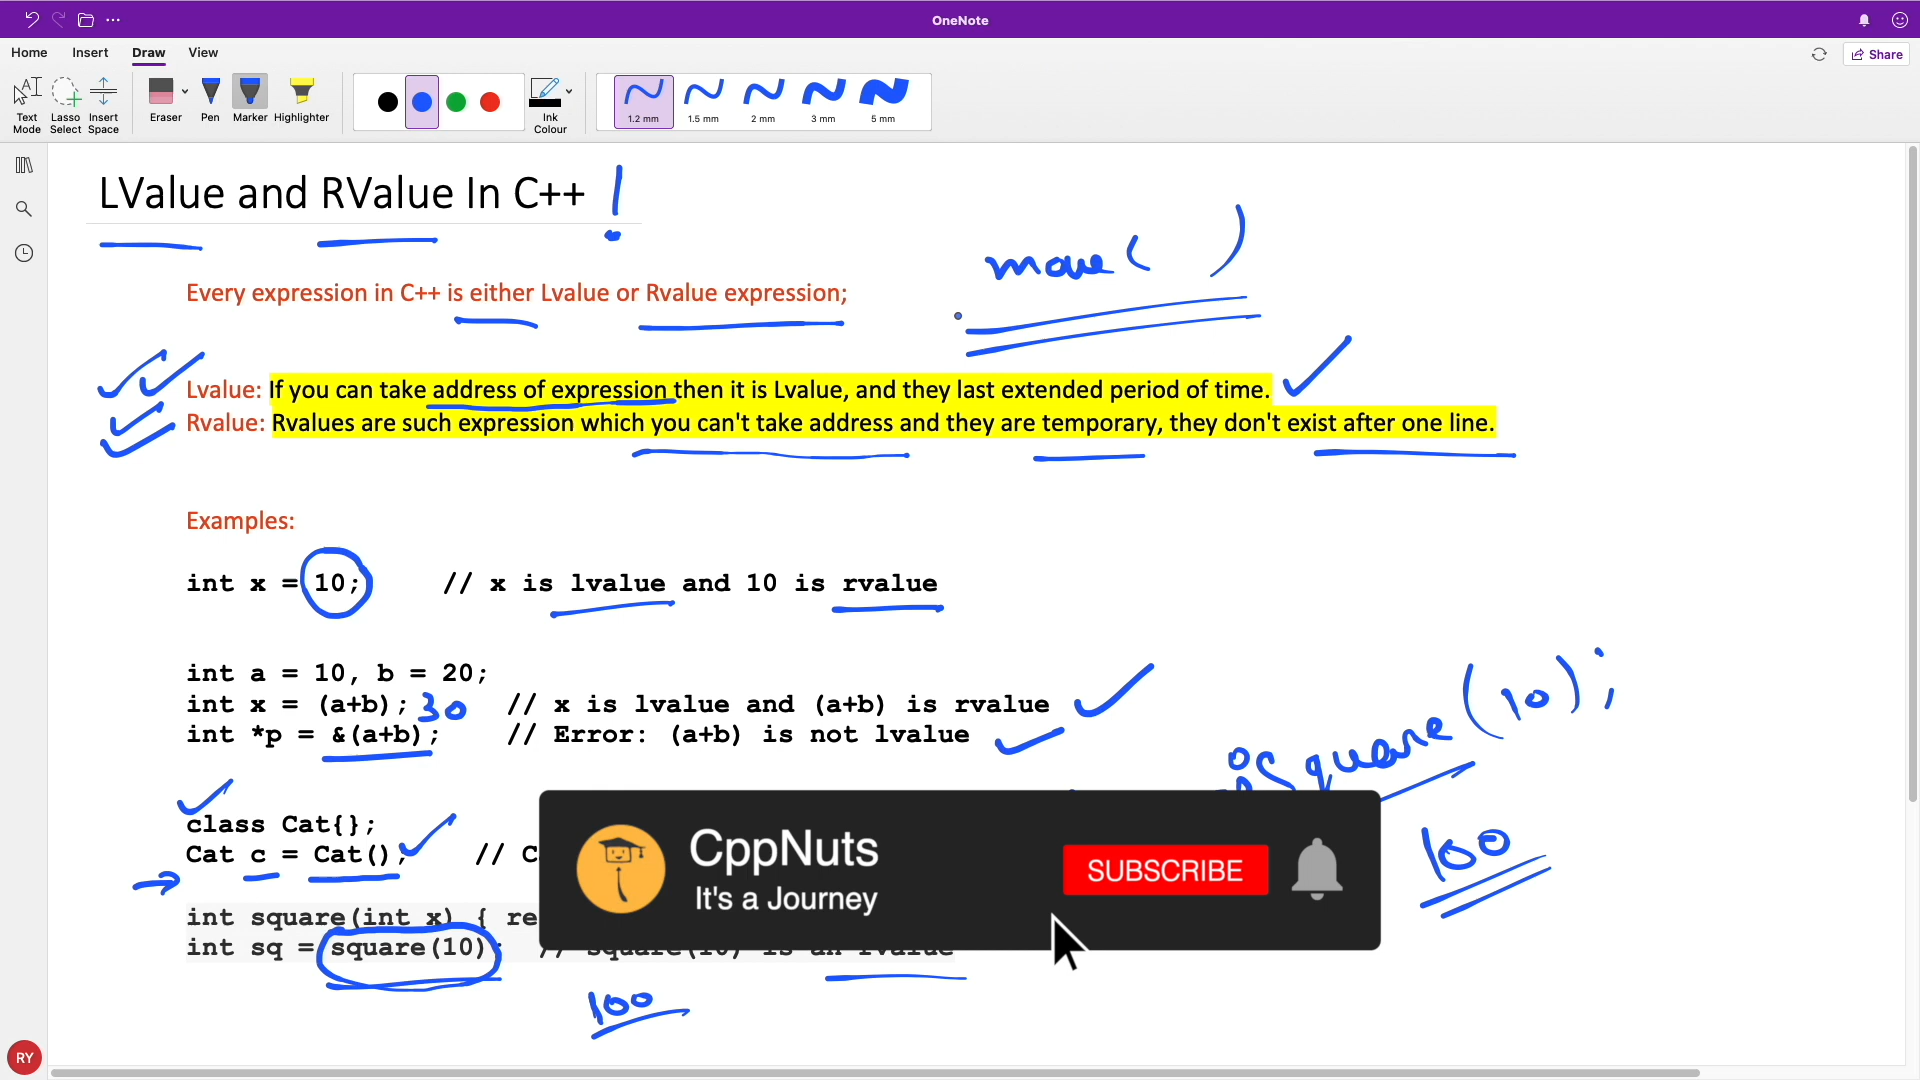 OneNote
Home Insert Draw View
Share
Text Mode
Lasso Select
Insert Space
Eraser
Pen
Marker
Highlighter
Ink Colour
1.2 mm
1.5 mm
2 mm
3 mm
5 mm
LValue and RValue In C++ !
move ( )
Every expression in C++ is either Lvalue or Rvalue expression;
Lvalue: If you can take address of expression then it is Lvalue, and they last extended period of time.
Rvalue: Rvalues are such expression which you can't take address and they are temporary, they don't exist after one line.
Examples:
int x = 10; // x is lvalue and 10 is rvalue
int a = 10, b = 20;
int x = (a+b); 30 // x is lvalue and (a+b) is rvalue
int *p = &(a+b); // Error: (a+b) is not lvalue
square (10);
class Cat{};
Cat c = Cat(); // C
100
CppNuts
It's a Journey
SUBSCRIBE
int square(int x) { re
int sq = square(10); // square(10) is an rvalue
100
RY